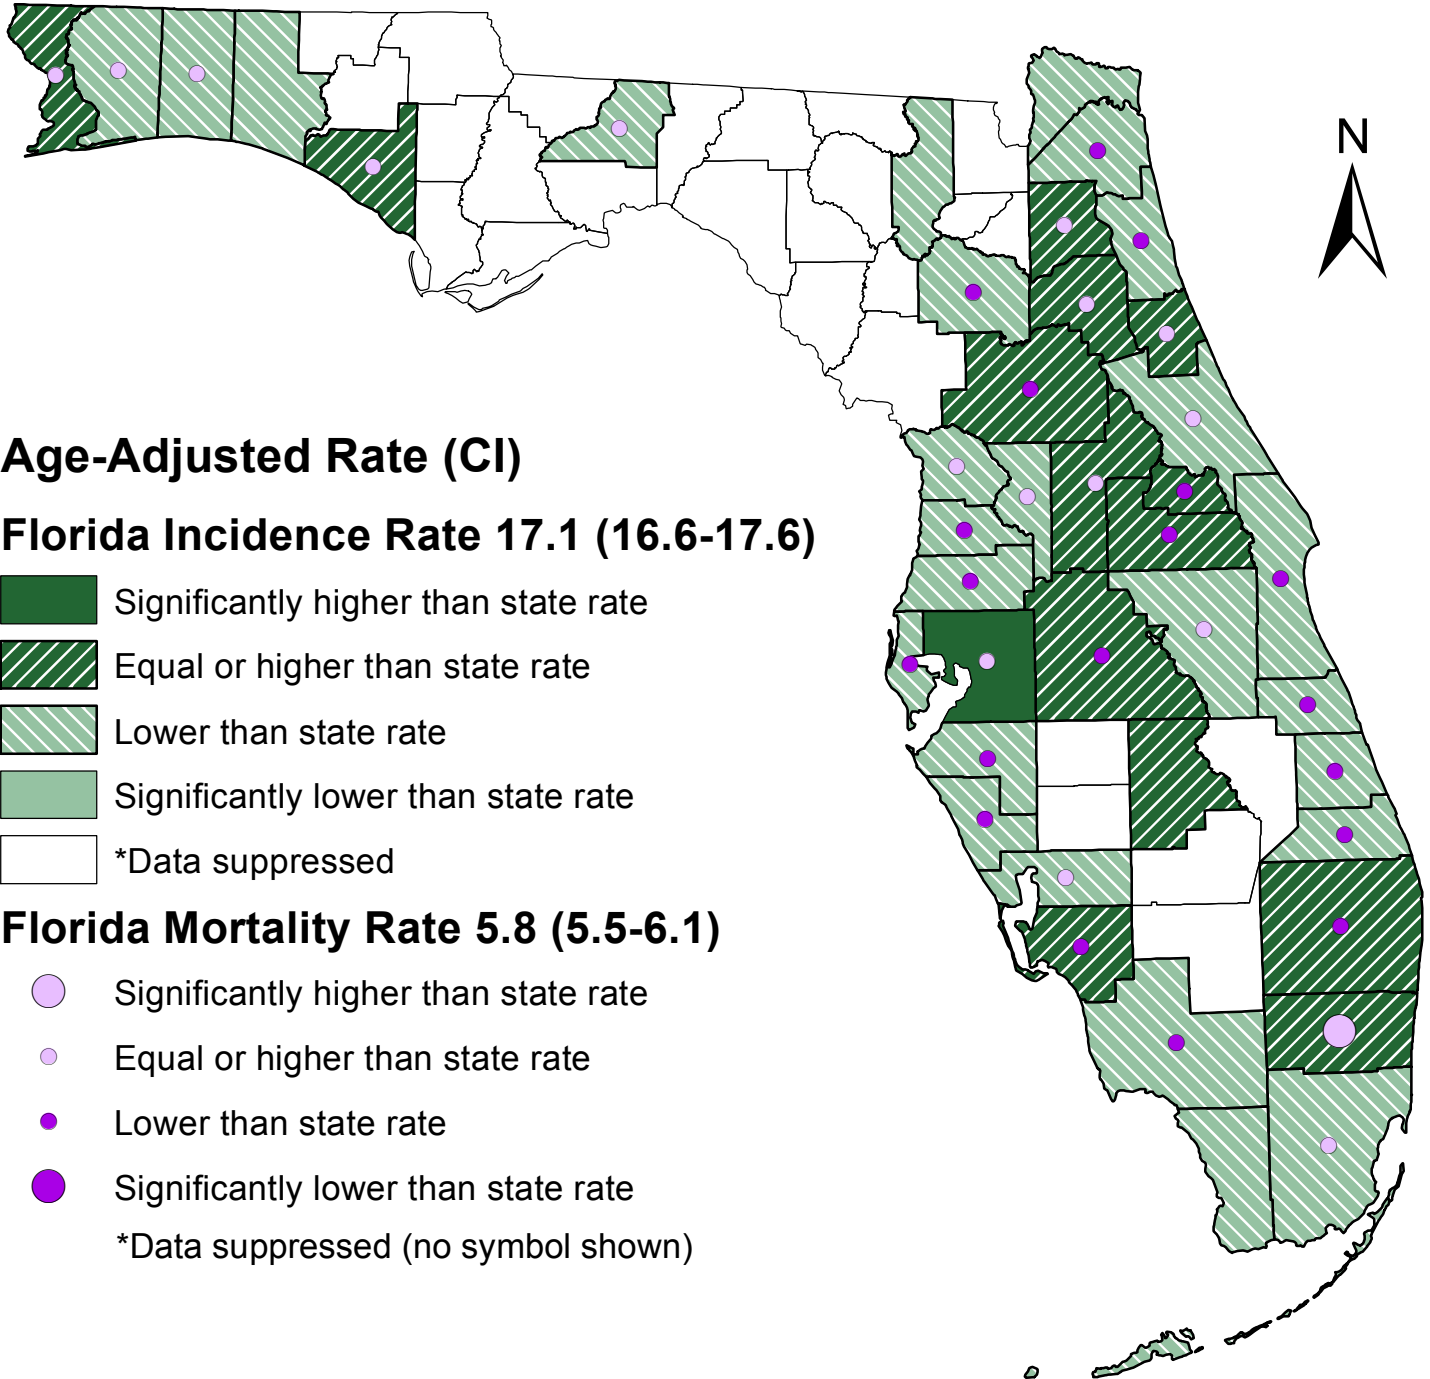 N
Age-Adjusted Rate (CI)
Florida Incidence Rate 17.1 (16.6-17.6)
Significantly higher than state rate
Equal or higher than state rate
Lower than state rate
Significantly lower than state rate
*Data suppressed
Florida Mortality Rate 5.8 (5.5-6.1)
Significantly higher than state rate
Equal or higher than state rate
Lower than state rate
Significantly lower than state rate
*Data suppressed (no symbol shown)